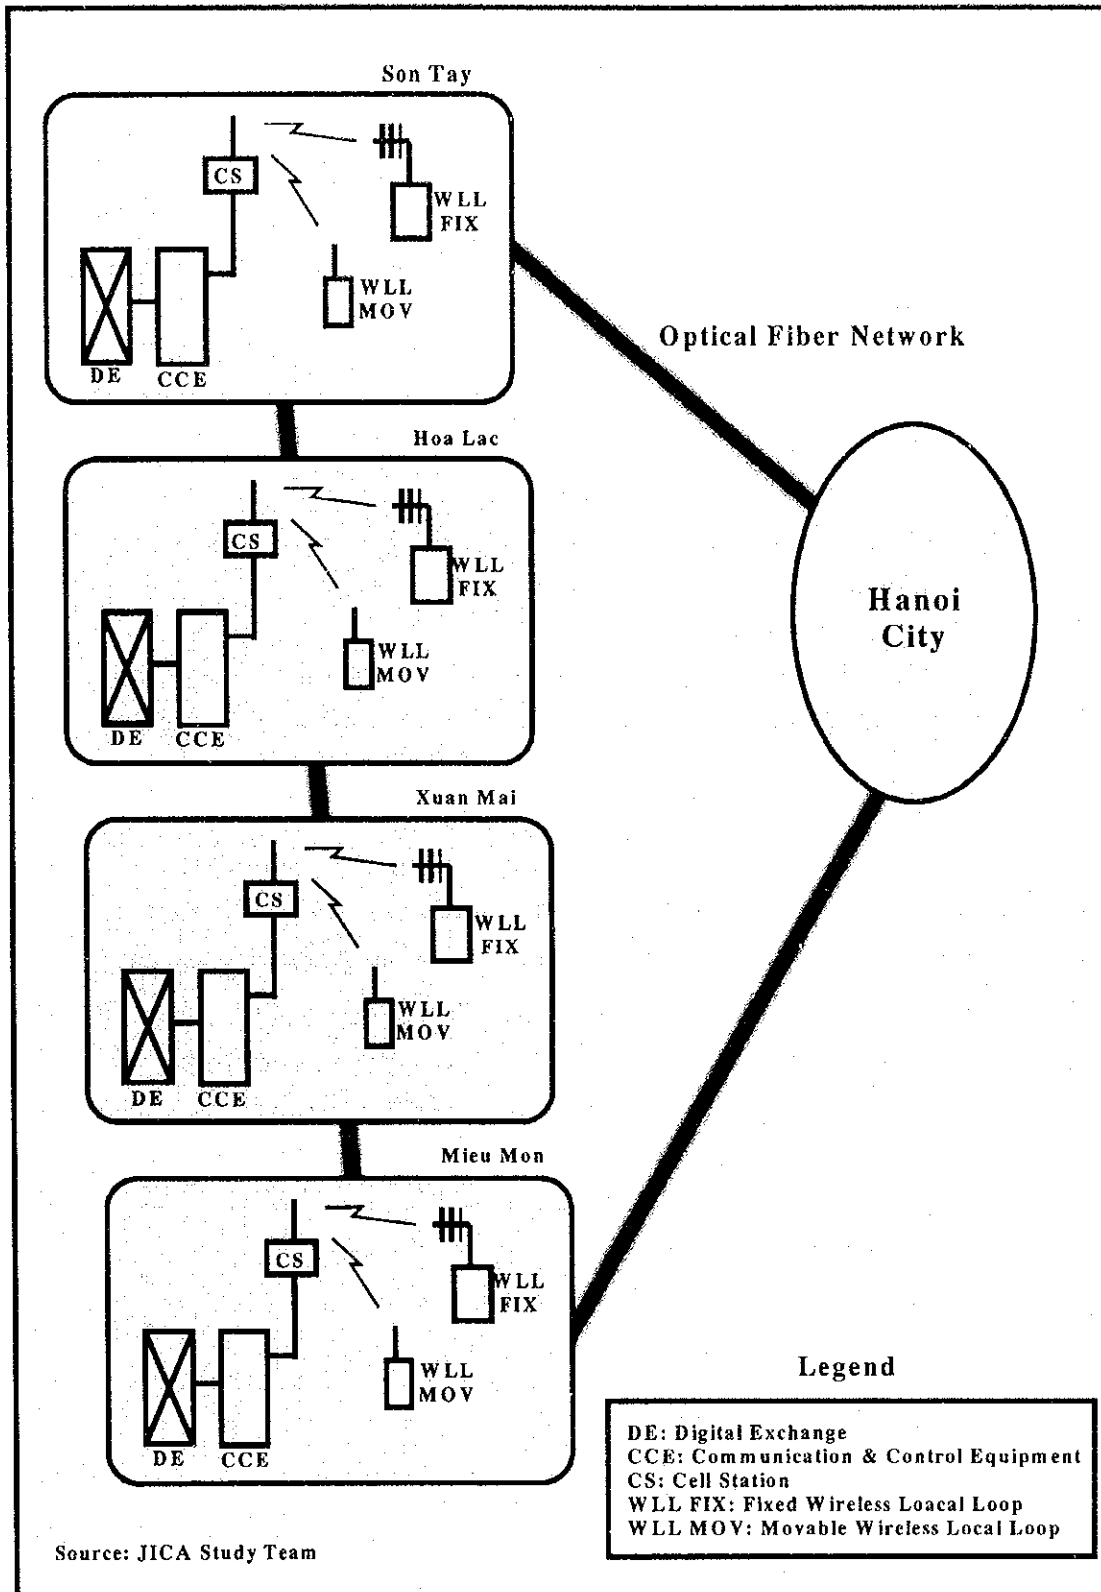 Son Tay
CS
WLL
FIX
WLL
MOV
DE
CCE
Optical Fiber Network
Hoa Lac
CS
WLL
FIX
WLL
MOV
DE
CCE
Hanoi
City
Xuan Mai
CS
WLL
FIX
WLL
MOV
DE
CCE
Mieu Mon
CS
WLL
FIX
WLL
MOV
DE
CCE
Legend
DE: Digital Exchange
CCE: Communication & Control Equipment
CS: Cell Station
WLL FIX: Fixed Wireless Loacal Loop
WLL MOV: Movable Wireless Local Loop
Source: JICA Study Team